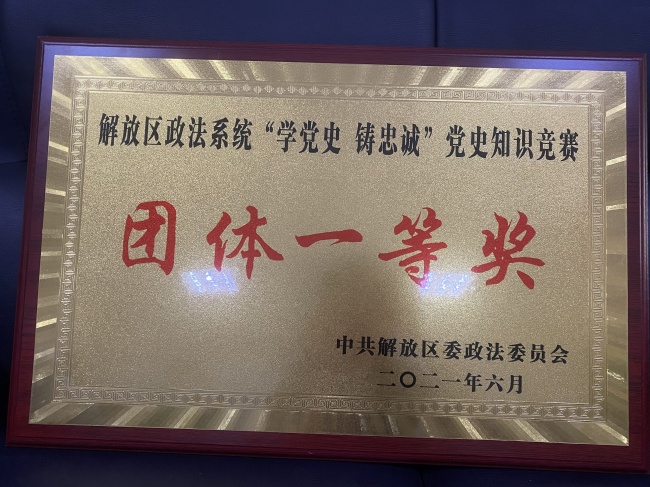 解放区政法系统“学党史 铸忠诚”党史知识竞赛
团体一等奖
中共解放区委政法委员会
二〇二一年六月